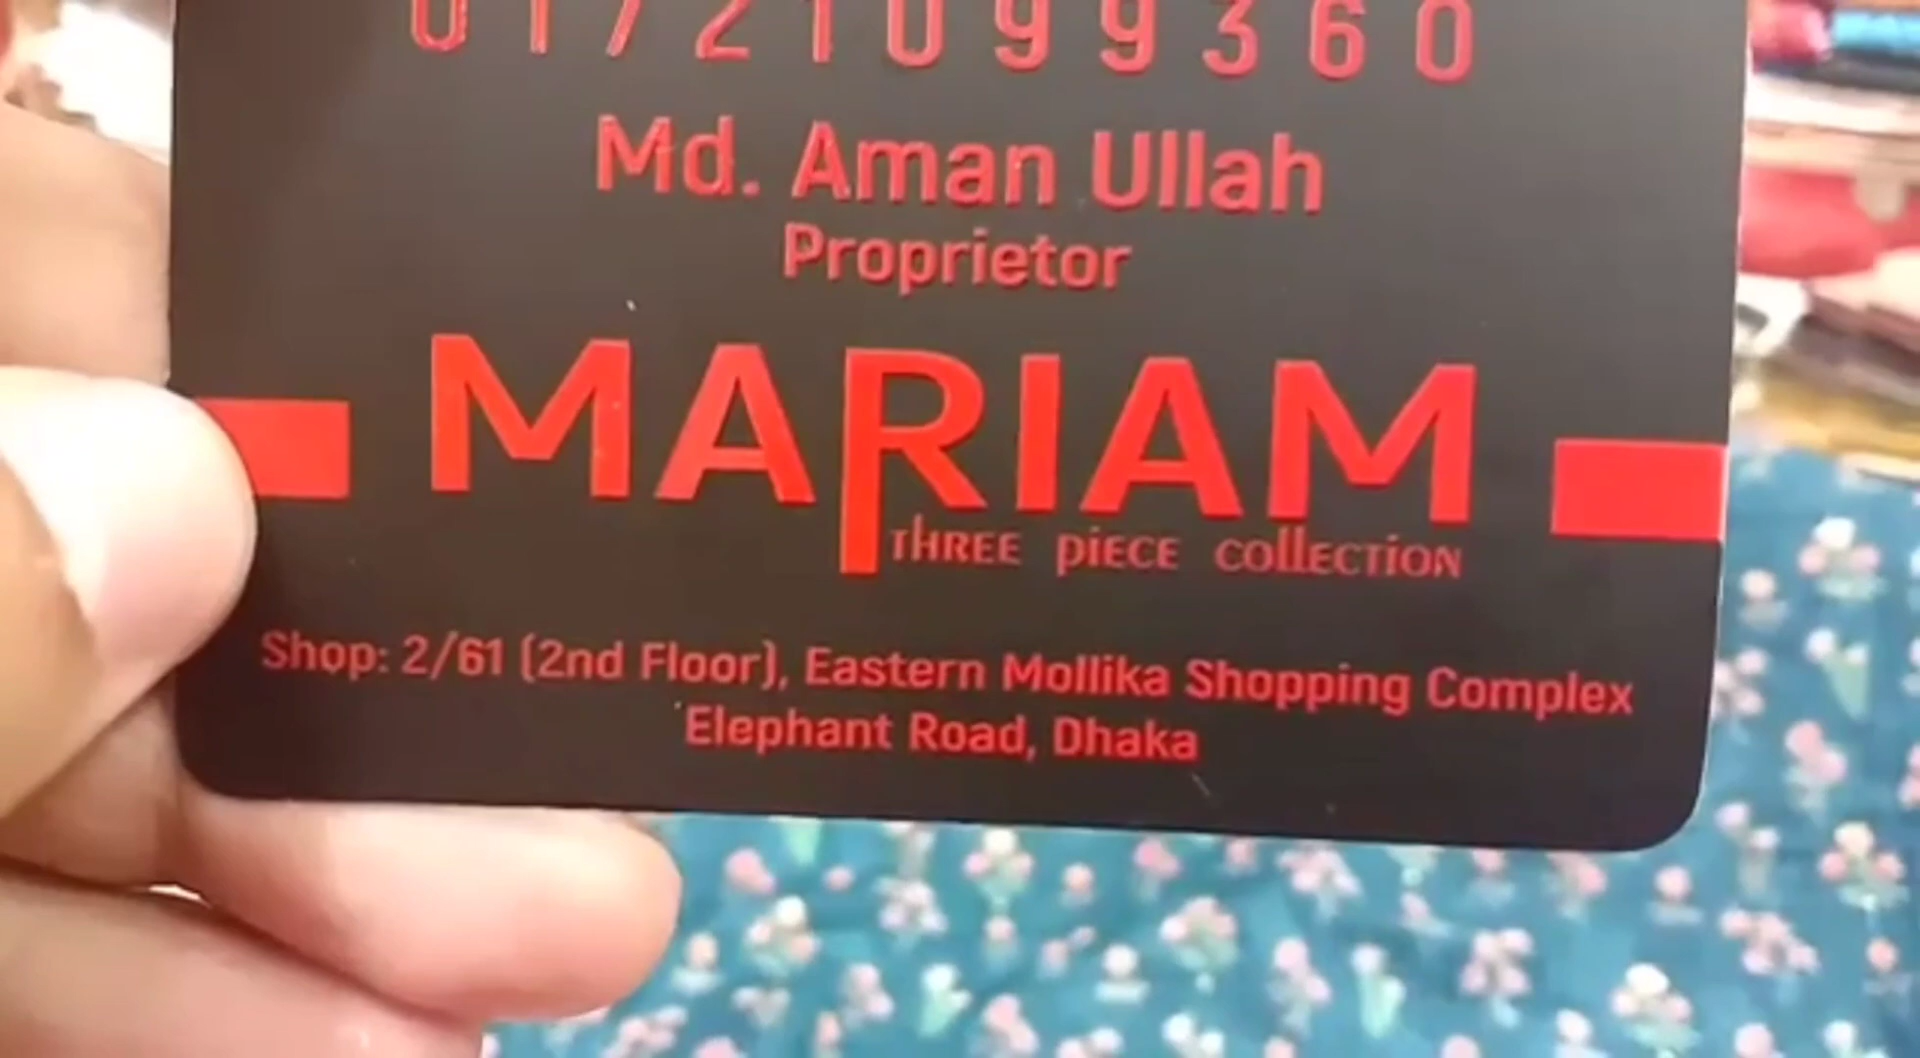 01721099360
Md. Aman Ullah
Proprietor
MARIAM
THREE PIECE COLLECTION
Shop: 2/61 (2nd Floor), Eastern Mollika Shopping Complex
Elephant Road, Dhaka